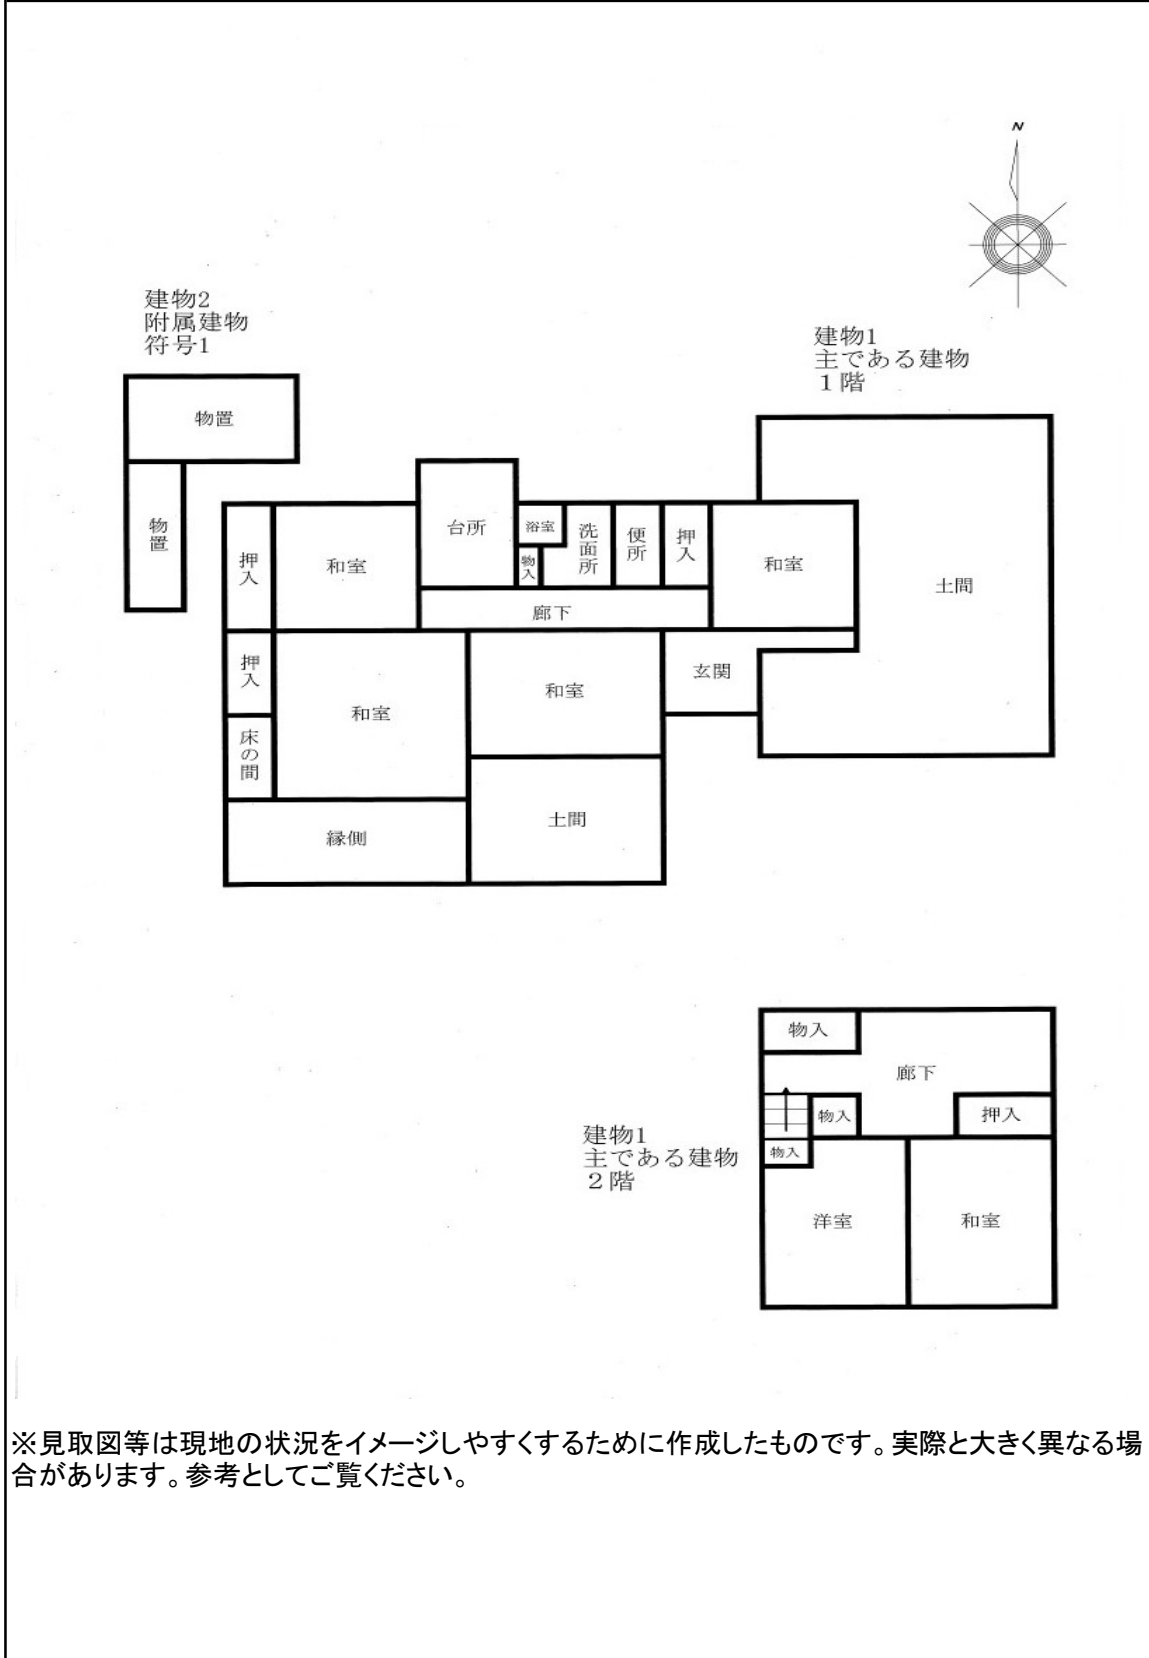 N
建物2
附属建物
符号1
建物1
主である建物
１階
物置
物置
押入
和室
台所
浴室
物入
洗面所
便所
押入
和室
土間
廊下
押入
床の間
和室
和室
玄関
縁側
土間
建物1
主である建物
２階
物入
廊下
物入
押入
物入
洋室
和室
※見取図等は現地の状況をイメージしやすくするために作成したものです。実際と大きく異なる場
合があります。参考としてご覧ください。